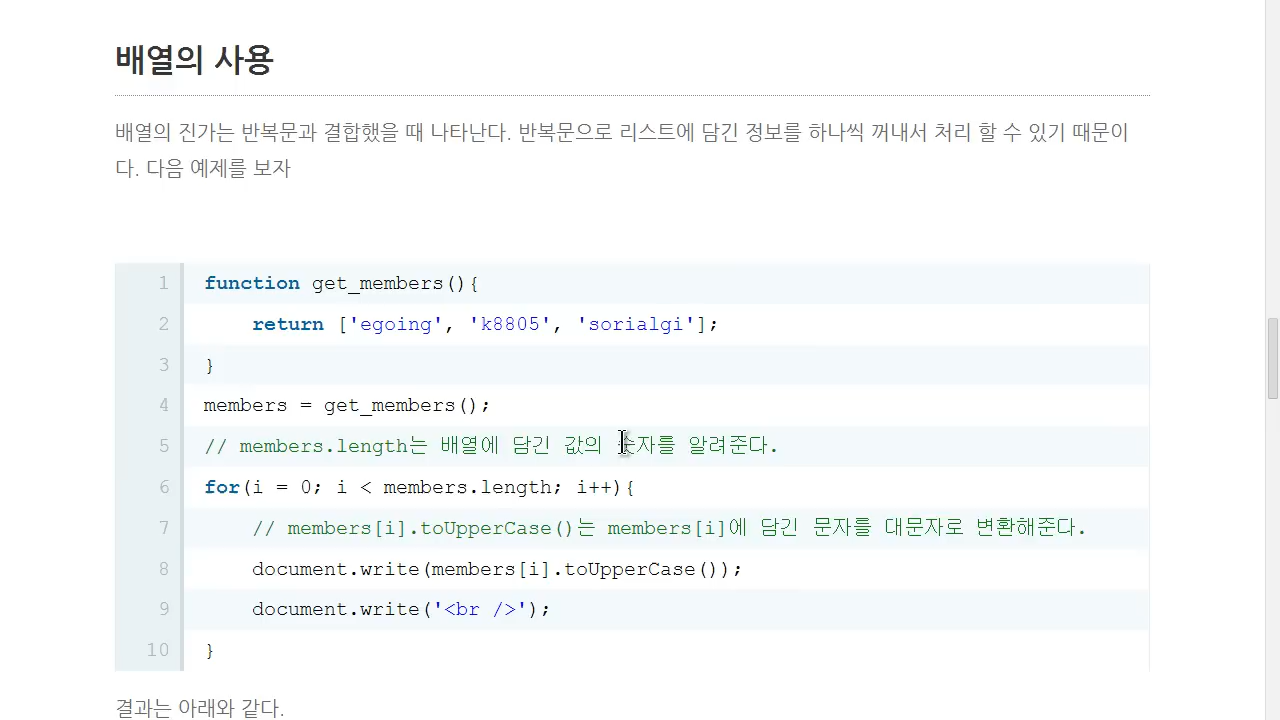 배열의 사용
배열의 진가는 반복문과 결합했을 때 나타난다. 반복문으로 리스트에 담긴 정보를 하나씩 꺼내서 처리 할 수 있기 때문이
다. 다음 예제를 보자
1 function get_members(){
2 return ['egoing', 'k8805', 'sorialgi'];
3 }
4 members = get_members();
5 // members.length는 배열에 담긴 값의 숫자를 알려준다.
6 for(i = 0; i < members.length; i++){
7 // members[i].toUpperCase()는 members[i]에 담긴 문자를 대문자로 변환해준다.
8 document.write(members[i].toUpperCase());
9 document.write('<br />');
10 }
결과는 아래와 같다.